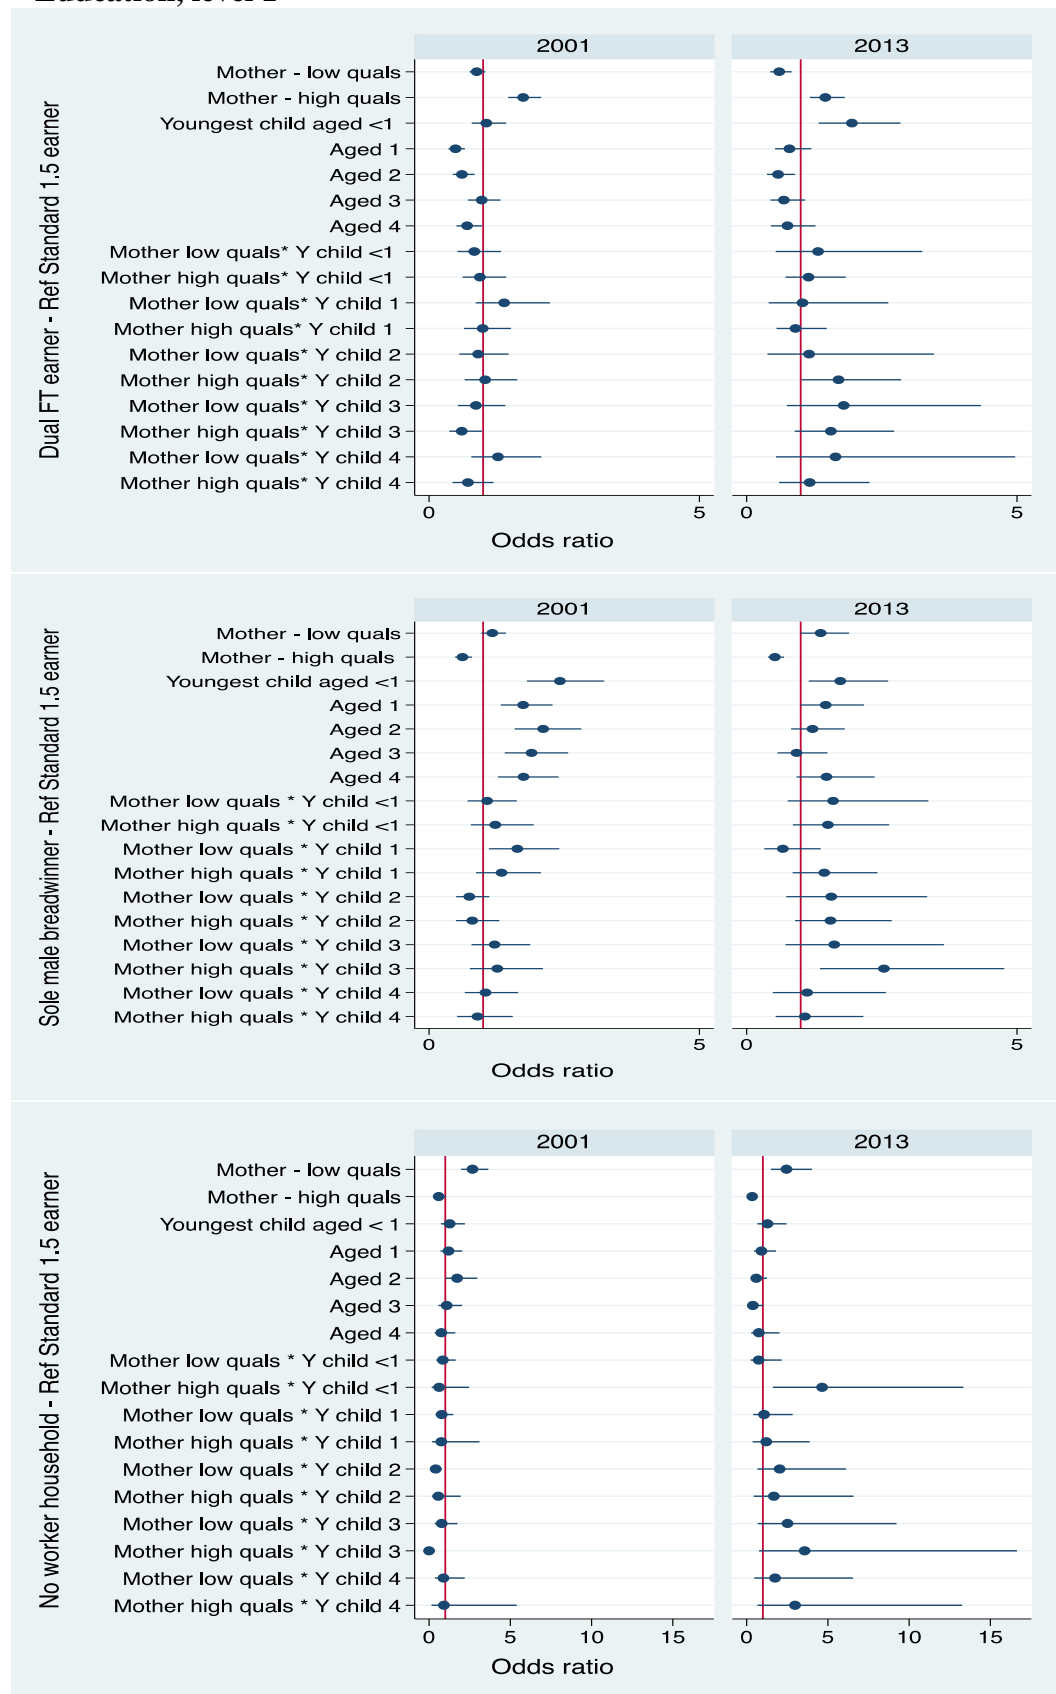 Education, level 2
Dual FT earner - Ref Standard 1.5 earner
2001 2013
Mother - low quals
Mother - high quals
Youngest child aged <1
Aged 1
Aged 2
Aged 3
Aged 4
Mother low quals* Y child <1
Mother high quals* Y child <1
Mother low quals* Y child 1
Mother high quals* Y child 1
Mother low quals* Y child 2
Mother high quals* Y child 2
Mother low quals* Y child 3
Mother high quals* Y child 3
Mother low quals* Y child 4
Mother high quals* Y child 4
0 5 0 5
Odds ratio
Sole male breadwinner - Ref Standard 1.5 earner
2001 2013
Mother - low quals
Mother - high quals
Youngest child aged <1
Aged 1
Aged 2
Aged 3
Aged 4
Mother low quals * Y child <1
Mother high quals * Y child <1
Mother low quals * Y child 1
Mother high quals * Y child 1
Mother low quals * Y child 2
Mother high quals * Y child 2
Mother low quals * Y child 3
Mother high quals * Y child 3
Mother low quals * Y child 4
Mother high quals * Y child 4
0 5 0 5
Odds ratio
No worker household - Ref Standard 1.5 earner
2001 2013
Mother - low quals
Mother - high quals
Youngest child aged < 1
Aged 1
Aged 2
Aged 3
Aged 4
Mother low quals * Y child <1
Mother high quals * Y child <1
Mother low quals * Y child 1
Mother high quals * Y child 1
Mother low quals * Y child 2
Mother high quals * Y child 2
Mother low quals * Y child 3
Mother high quals * Y child 3
Mother low quals * Y child 4
Mother high quals * Y child 4
0 5 10 15 0 5 10 15
Odds ratio